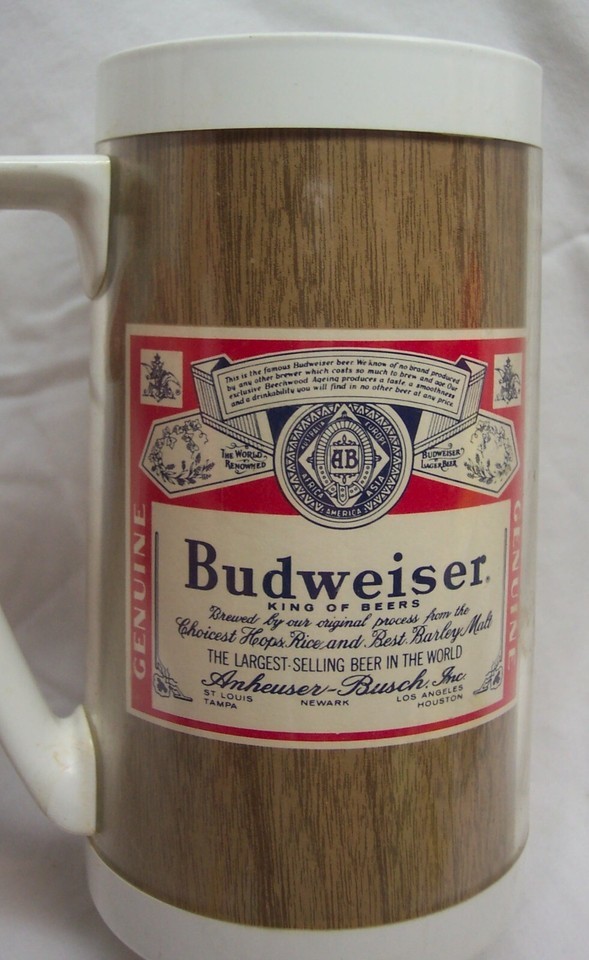 This is the famous Budweiser beer. We know of no brand produced
by any other brewer which costs so much to brew and age. Our
exclusive Beechwood Ageing produces a taste, a smoothness
and a drinkability you will find in no other beer at any price.
THE WORLD
RENOWNED
BUDWEISER
LAGER BEER
EUROPE
AB
AFRICA
ASIA
AMERICA
GENUINE
GENUINE
Budweiser
KING OF BEERS
Brewed by our original process from the
Choicest Hops, Rice and Best Barley Malt
THE LARGEST-SELLING BEER IN THE WORLD
Anheuser-Busch, Inc.
ST LOUIS NEWARK LOS ANGELES
TAMPA HOUSTON